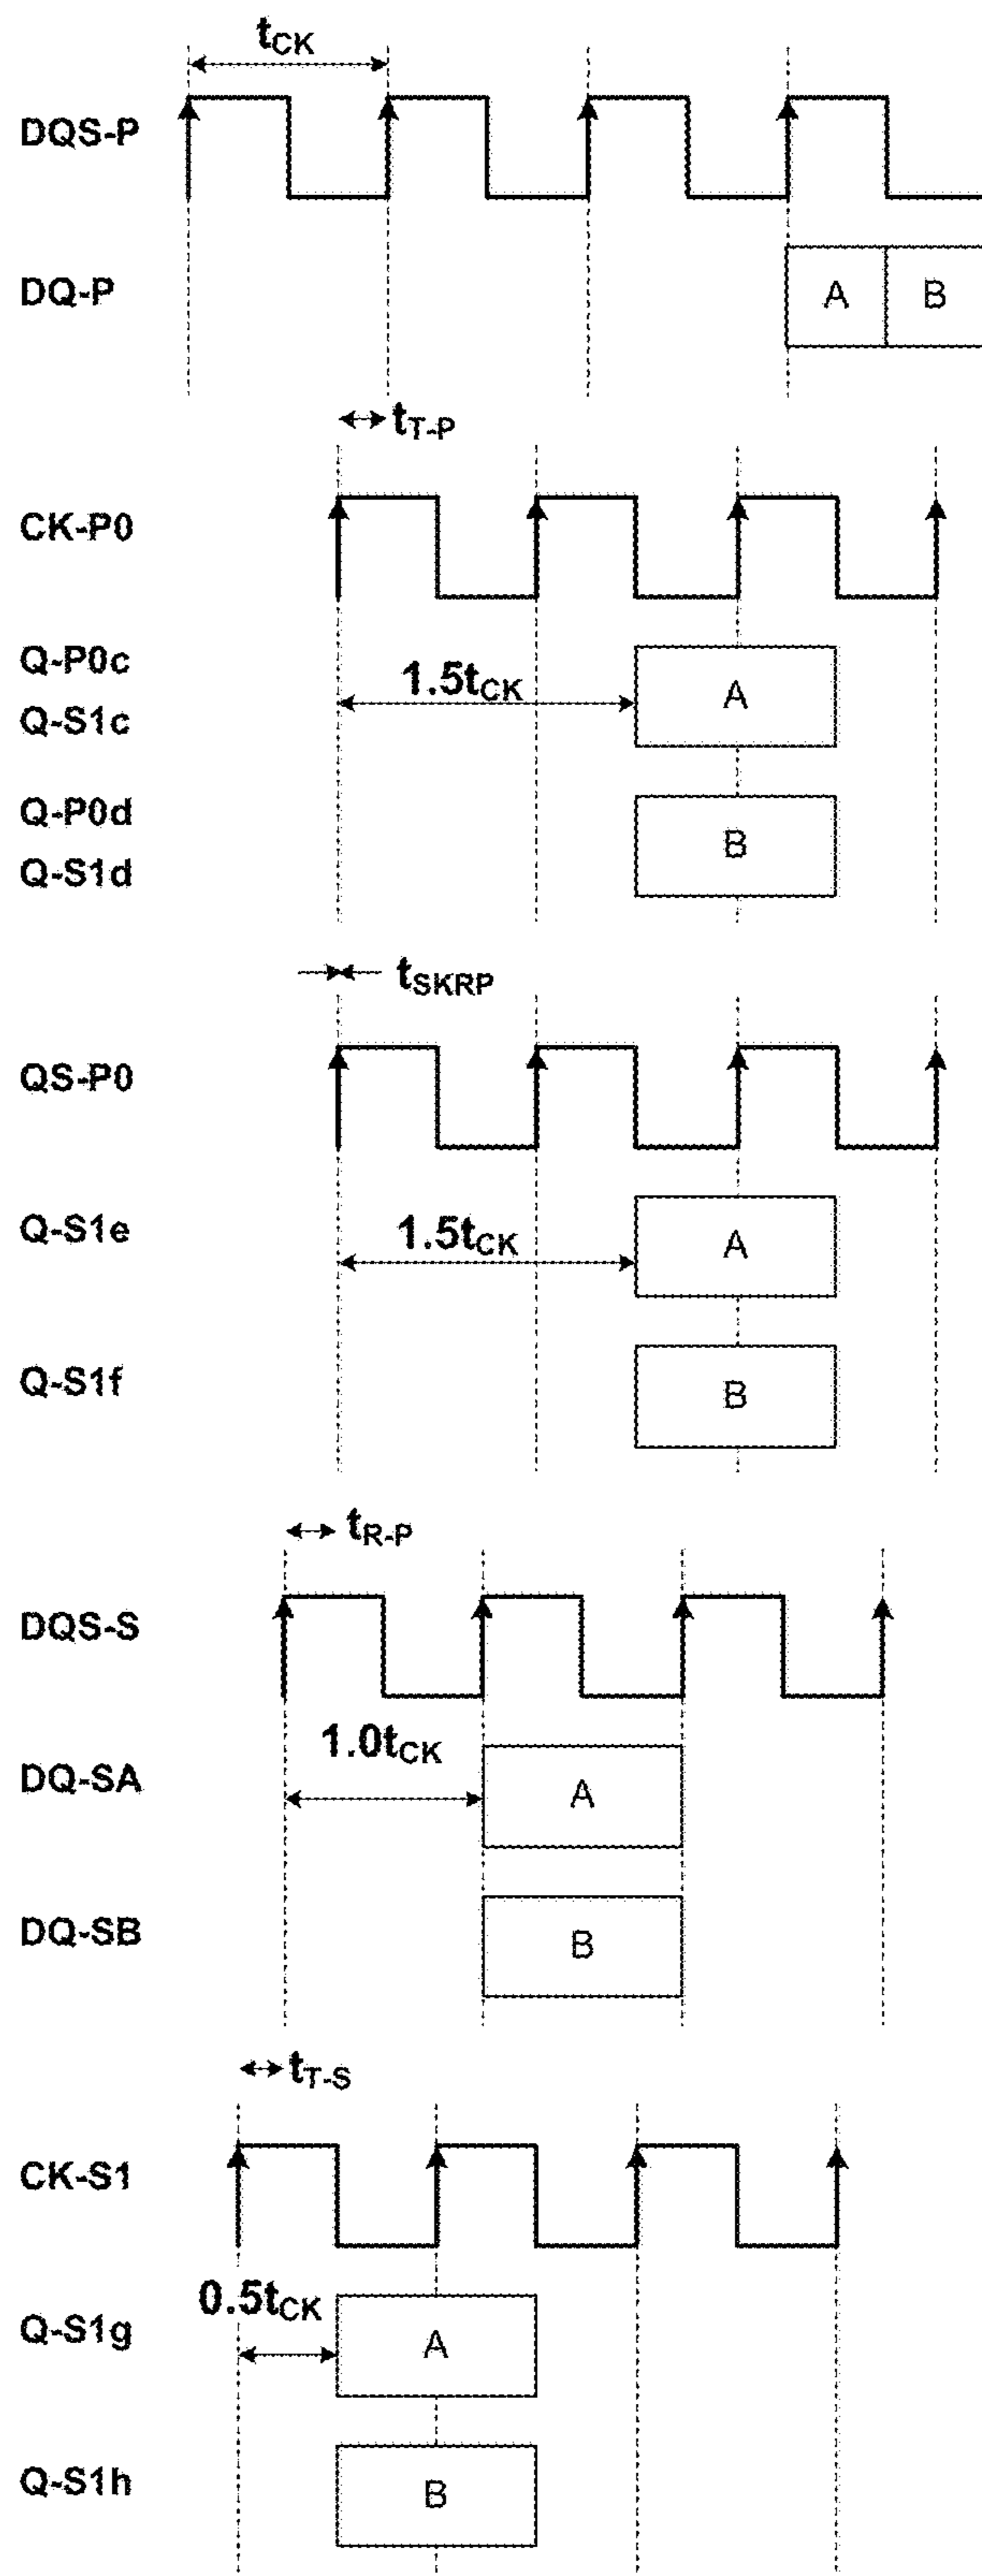 tCK
DQS-P
DQ-P
A B
tT-P
CK-P0
Q-P0c
1.5tCK
A
Q-S1c
Q-P0d
B
Q-S1d
tSKRP
QS-P0
Q-S1e
1.5tCK
A
Q-S1f
B
tR-P
DQS-S
1.0tCK
DQ-SA
A
DQ-SB
B
tT-S
CK-S1
0.5tCK
Q-S1g
A
Q-S1h
B